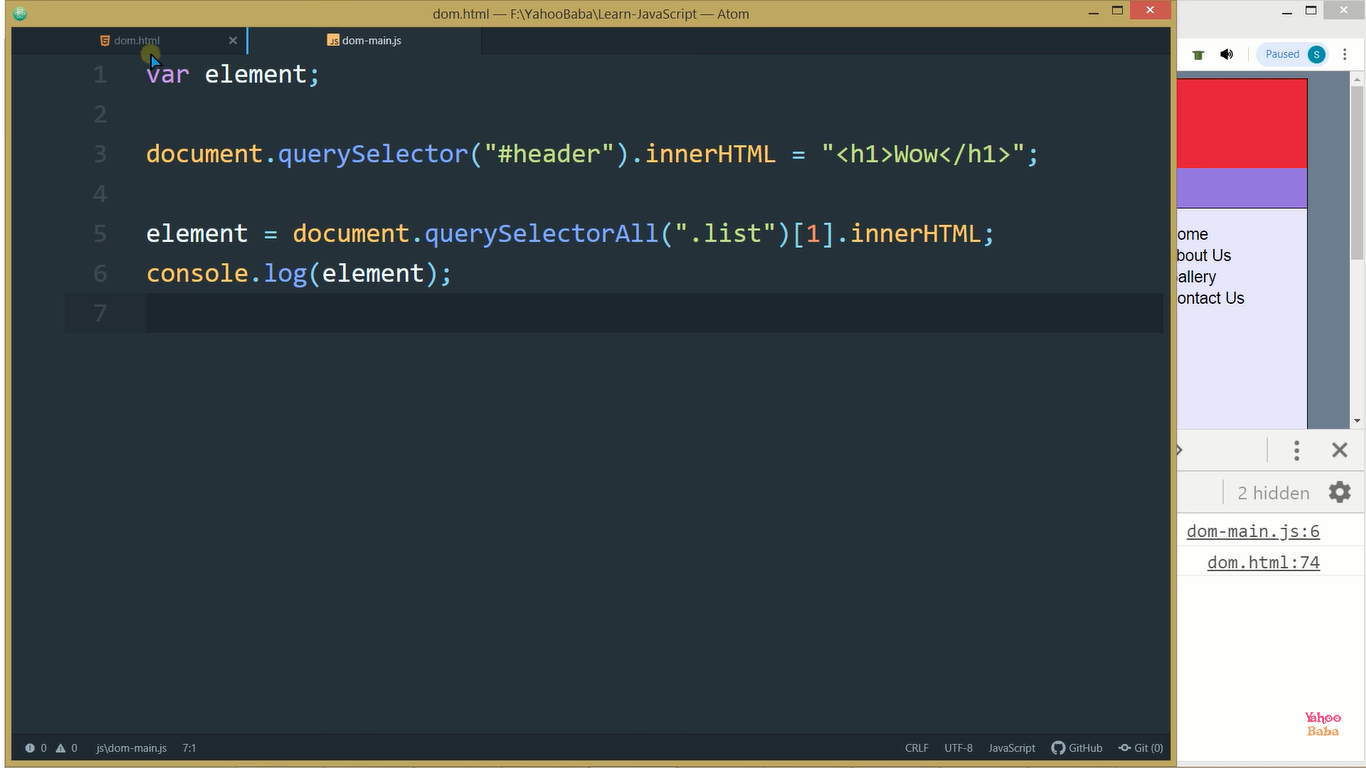 dom.html — F:\YahooBaba\Learn-JavaScript — Atom
dom.html
dom-main.js
1 var element;
2
3 document.querySelector("#header").innerHTML = "<h1>Wow</h1>";
4
5 element = document.querySelectorAll(".list")[1].innerHTML;
6 console.log(element);
7
0 0 js\dom-main.js 7:1 CRLF UTF-8 JavaScript GitHub Git (0)
Paused S
ome
bout Us
allery
ontact Us
2 hidden
dom-main.js:6
dom.html:74
Yahoo
Baba